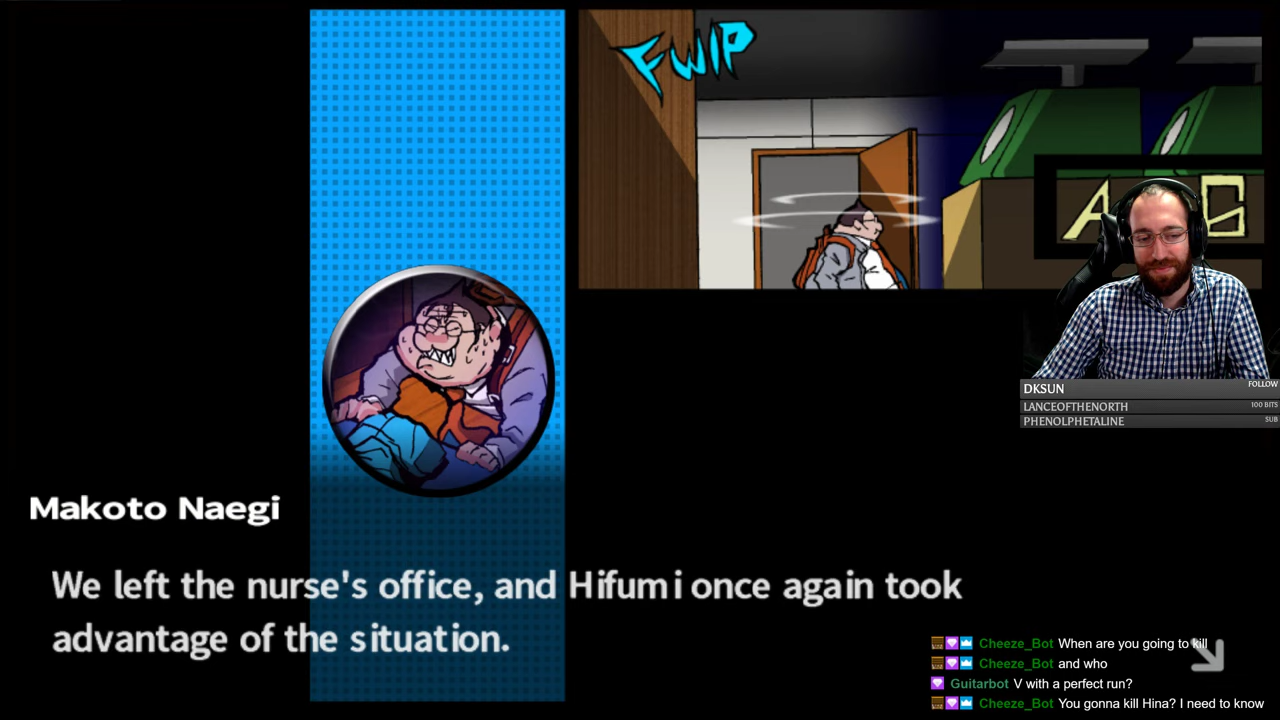 FWIP
A G
DKSUN FOLLOW
LANCEOFTHENORTH 100 BITS
PHENOLPHETALINE SUB
Makoto Naegi
We left the nurse's office, and Hifumi once again took
advantage of the situation.
Cheeze_Bot When are you going to kill
Cheeze_Bot and who
Guitarbot V with a perfect run?
Cheeze_Bot You gonna kill Hina? I need to know